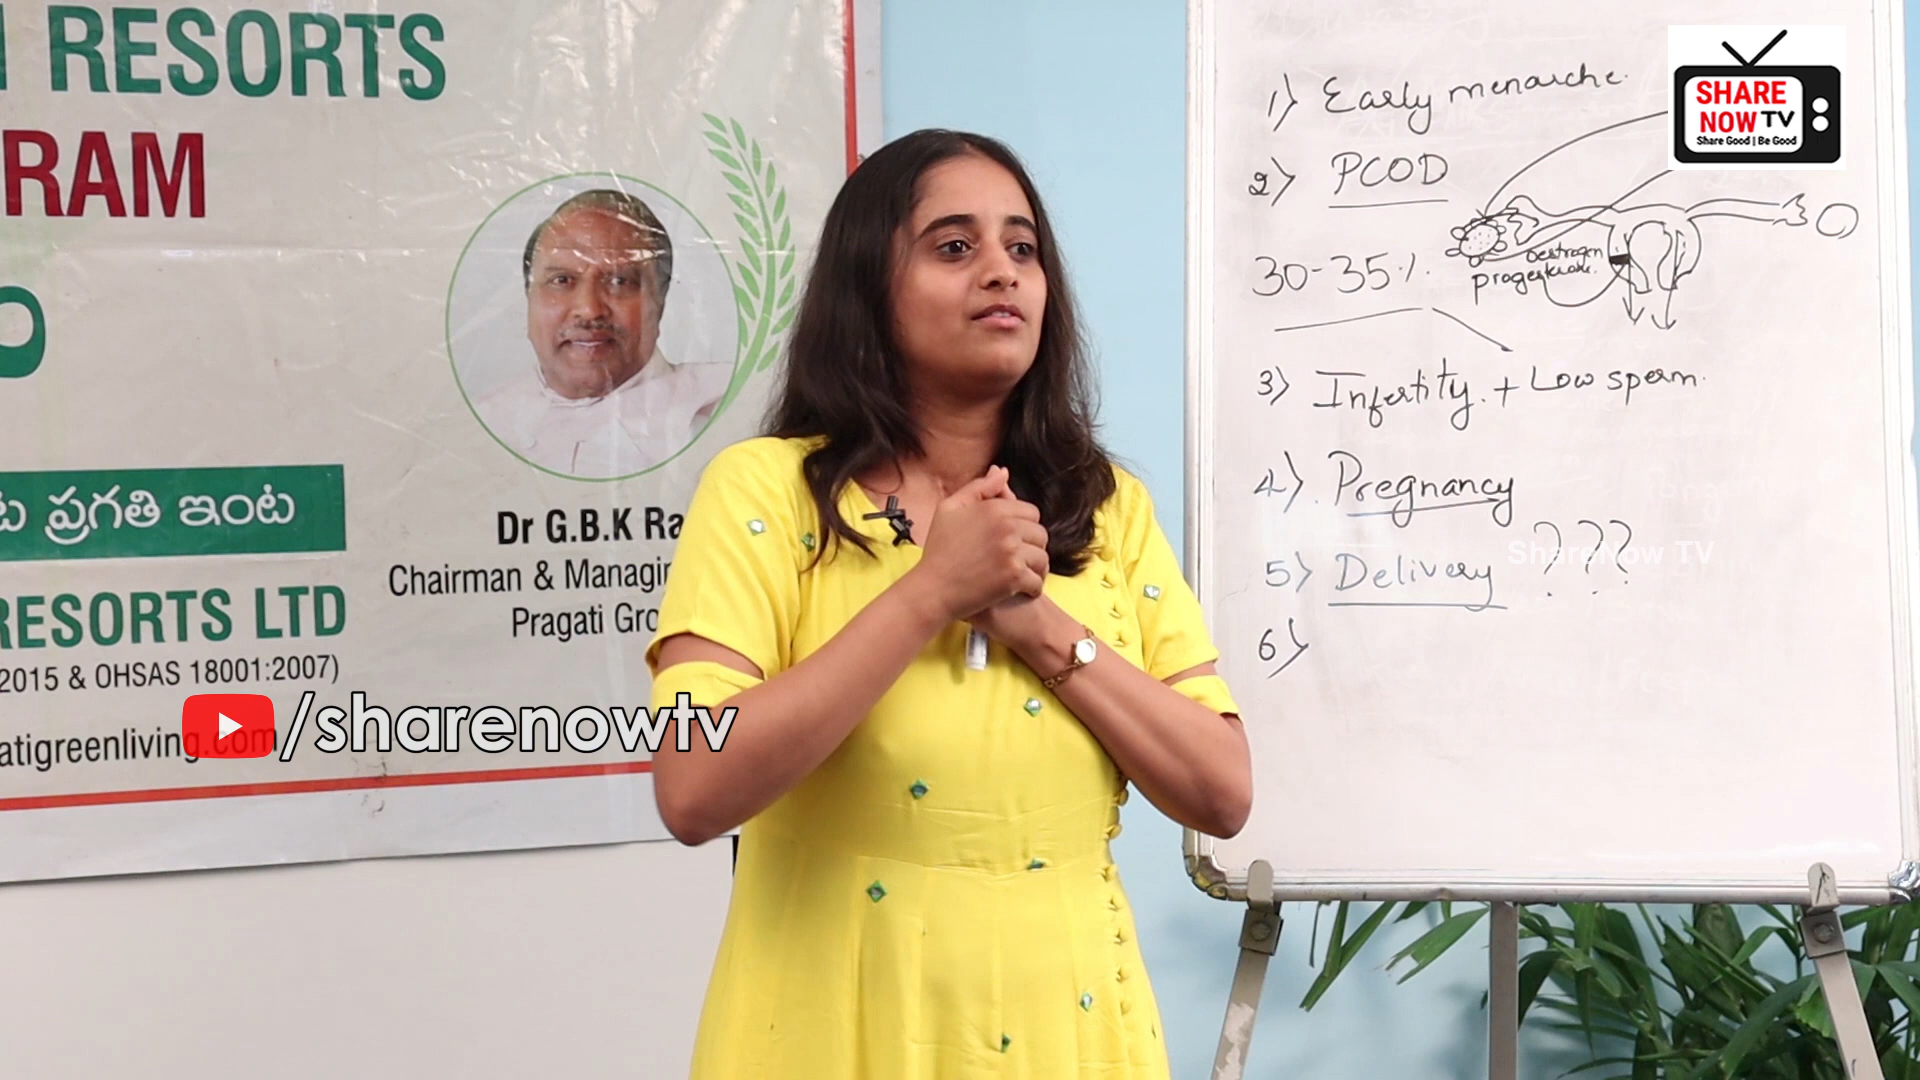 RESORTS
RAM
ప్రగతి ఇంట
Dr G.B.K Ra
Chairman & Managi
Pragati Gro
RESORTS LTD
2015 & OHSAS 18001:2007)
atigreenliving.com
/sharenowtv
SHARE
NOW TV
Share Good | Be Good
1) Early menarche.
2) PCOD
30-35%.
Oestrogen
progesterone.
3) Infertity. + Low sperm.
4) Pregnancy
5) Delivery ???
ShareNow TV
6)